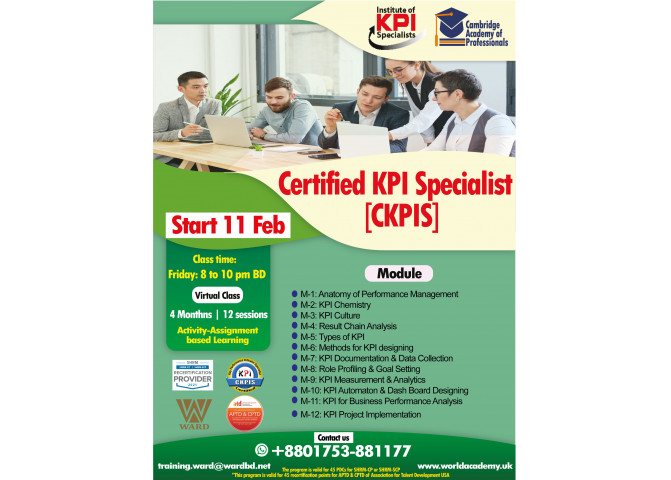 Institute of
KPI
Specialists
Cambridge
Academy of
Professionals
Certified KPI Specialist
[CKPIS]
Start 11 Feb
Class time:
Friday: 8 to 10 pm BD
Virtual Class
4 Monthns | 12 sessions
Activity-Assignment
based Learning
SHRM
RECERTIFICATION
PROVIDER
KPI
CKPIS
WARD
atd
APTD & CPTD
Module
M-1: Anatomy of Performance Management
M-2: KPI Chemistry
M-3: KPI Culture
M-4: Result Chain Analysis
M-5: Types of KPI
M-6: Methods for KPI designing
M-7: KPI Documentation & Data Collection
M-8: Role Profiling & Goal Setting
M-9: KPI Measurement & Analytics
M-10: KPI Automaton & Dash Board Designing
M-11: KPI for Business Performance Analysis
M-12: KPI Project Implementation
Contact us
+8801753-881177
training.ward@wardbd.net
www.worldacademy.uk
The program is valid for 45 PDCs for SHRM-CP or SHRM-SCP
*This program is valid for 45 recertification points for APTD & CPTD of Association for Talent Development USA